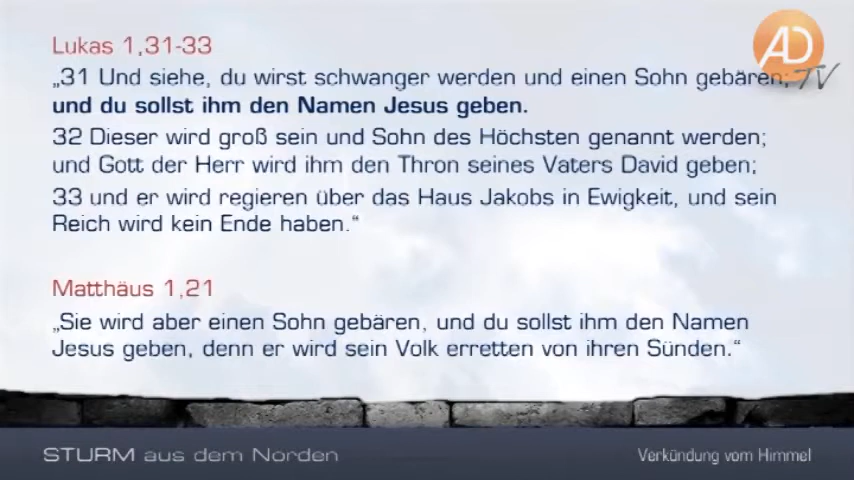 Lukas 1,31-33
„31 Und siehe, du wirst schwanger werden und einen Sohn gebären;
und du sollst ihm den Namen Jesus geben.
32 Dieser wird groß sein und Sohn des Höchsten genannt werden;
und Gott der Herr wird ihm den Thron seines Vaters David geben;
33 und er wird regieren über das Haus Jakobs in Ewigkeit, und sein
Reich wird kein Ende haben.“
Matthäus 1,21
„Sie wird aber einen Sohn gebären, und du sollst ihm den Namen
Jesus geben, denn er wird sein Volk erretten von ihren Sünden.“
STURM aus dem Norden
Verkündung vom Himmel
AD
TV